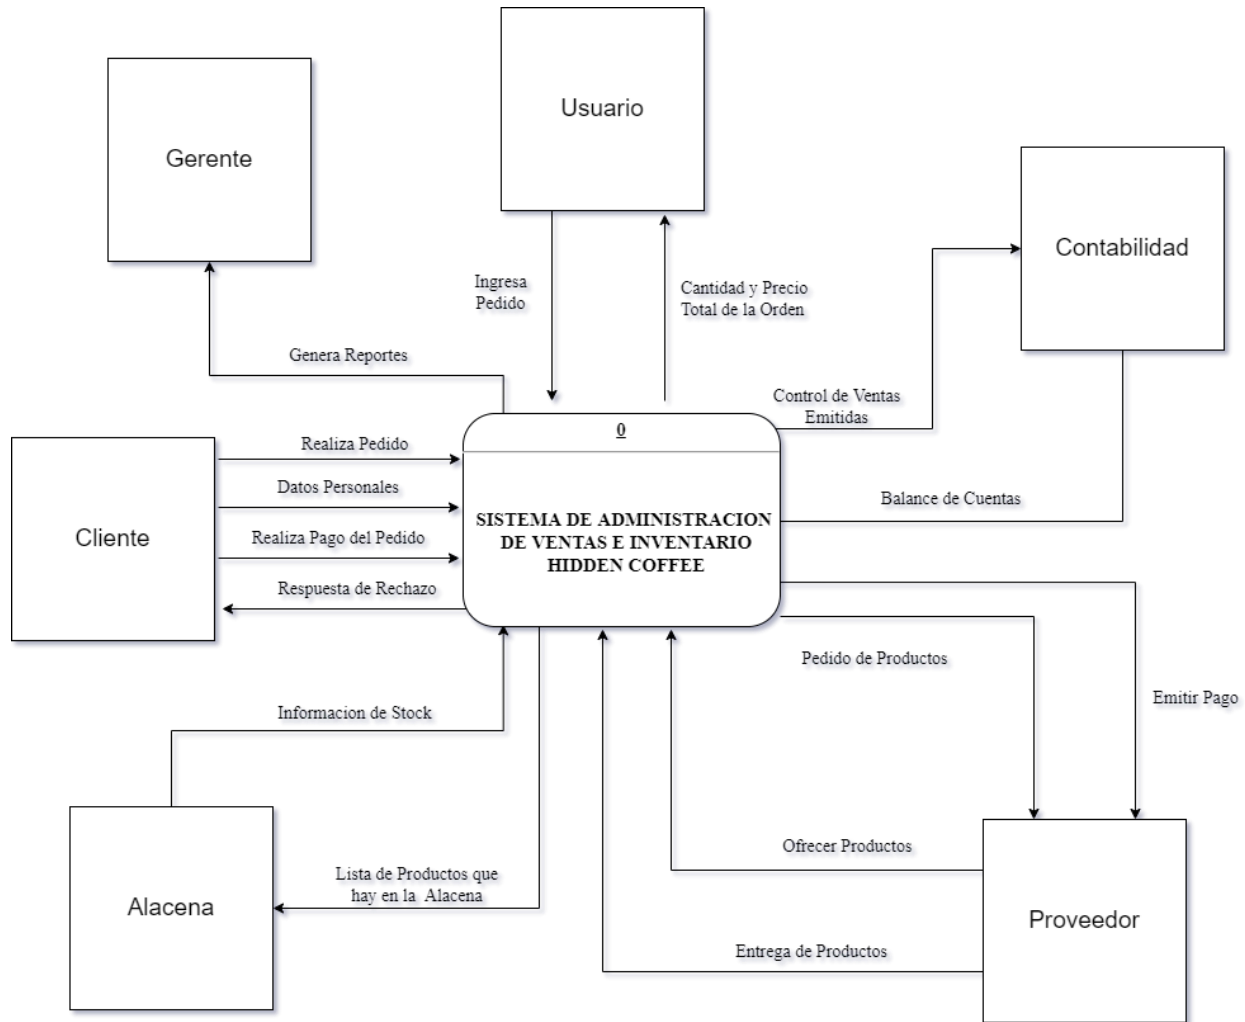 Usuario
Gerente
Contabilidad
Ingresa
Pedido
Cantidad y Precio
Total de la Orden
Genera Reportes
Control de Ventas
Emitidas
0
Realiza Pedido
Datos Personales
Cliente
Realiza Pago del Pedido
Respuesta de Rechazo
SISTEMA DE ADMINISTRACION
DE VENTAS E INVENTARIO
HIDDEN COFFEE
Balance de Cuentas
Pedido de Productos
Emitir Pago
Informacion de Stock
Ofrecer Productos
Lista de Productos que
hay en la Alacena
Alacena
Proveedor
Entrega de Productos